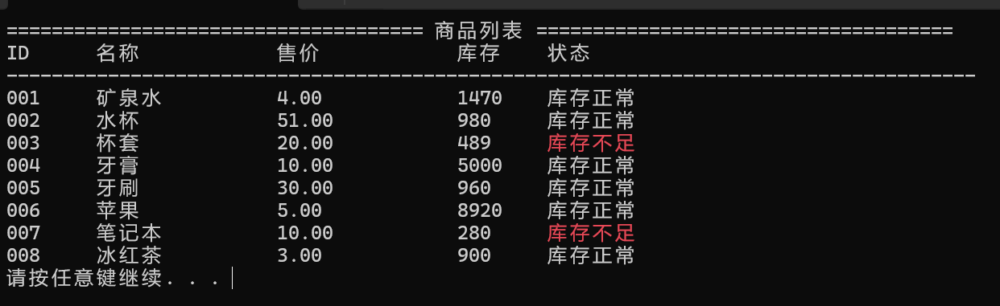 ===================================== 商品列表 =====================================
ID 名称 售价 库存 状态
--------------------------------------------------------------------------------------
001 矿泉水 4.00 1470 库存正常
002 水杯 51.00 980 库存正常
003 杯套 20.00 489 库存不足
004 牙膏 10.00 5000 库存正常
005 牙刷 30.00 960 库存正常
006 苹果 5.00 8920 库存正常
007 笔记本 10.00 280 库存不足
008 冰红茶 3.00 900 库存正常
请按任意键继续. . .